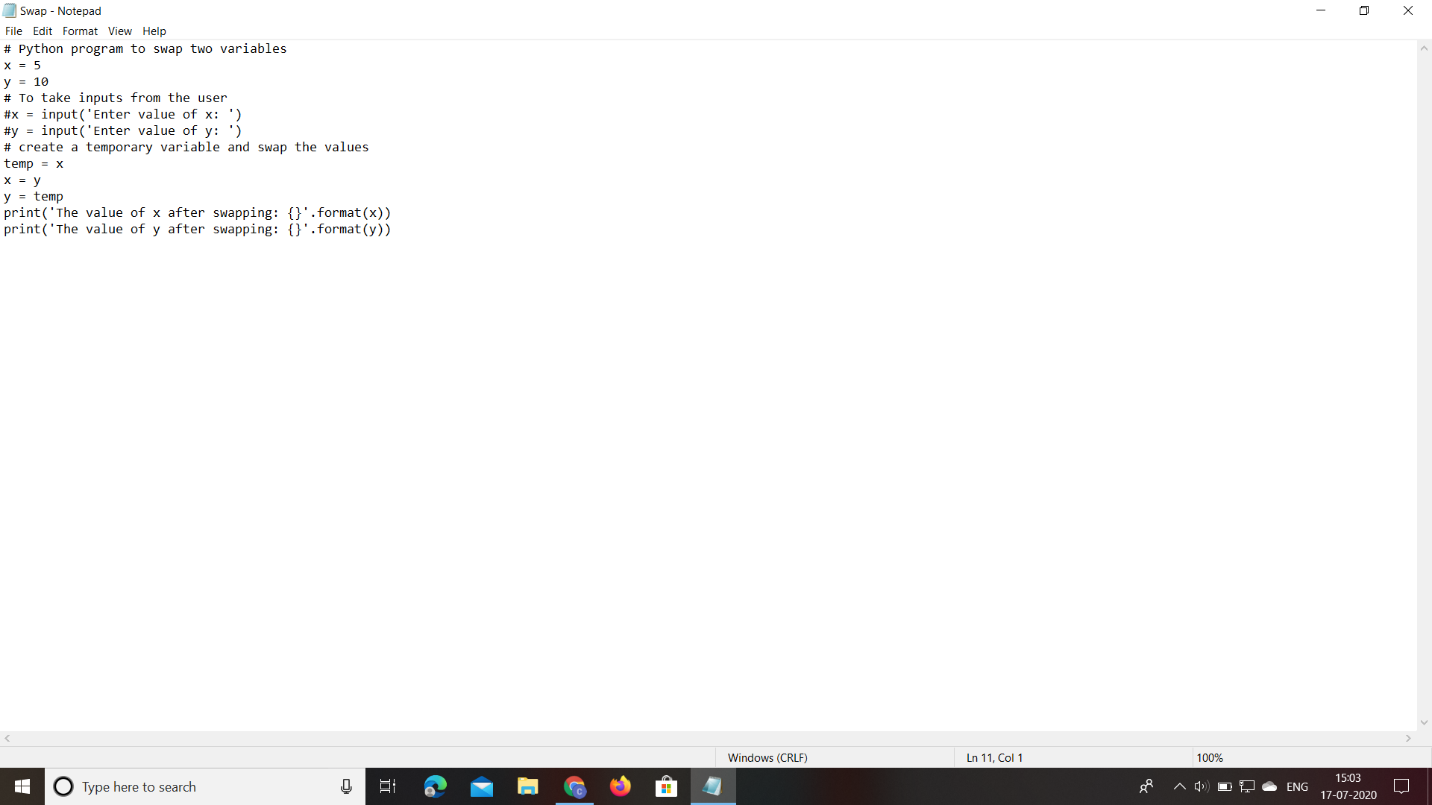 Swap - Notepad
File Edit Format View Help
# Python program to swap two variables
x = 5
y = 10
# To take inputs from the user
#x = input('Enter value of x: ')
#y = input('Enter value of y: ')
# create a temporary variable and swap the values
temp = x
x = y
y = temp
print('The value of x after swapping: {}'.format(x))
print('The value of y after swapping: {}'.format(y))
Windows (CRLF) Ln 11, Col 1 100%
Type here to search
C
ENG
15:03
17-07-2020